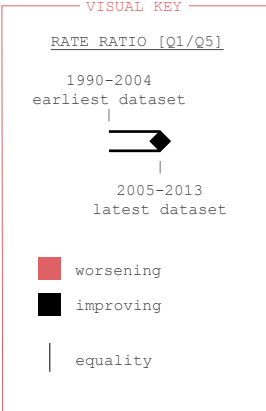 VISUAL KEY
RATE RATIO [Q1/Q5]
1990–2004
earliest dataset
2005–2013
latest dataset
worsening
improving
equality